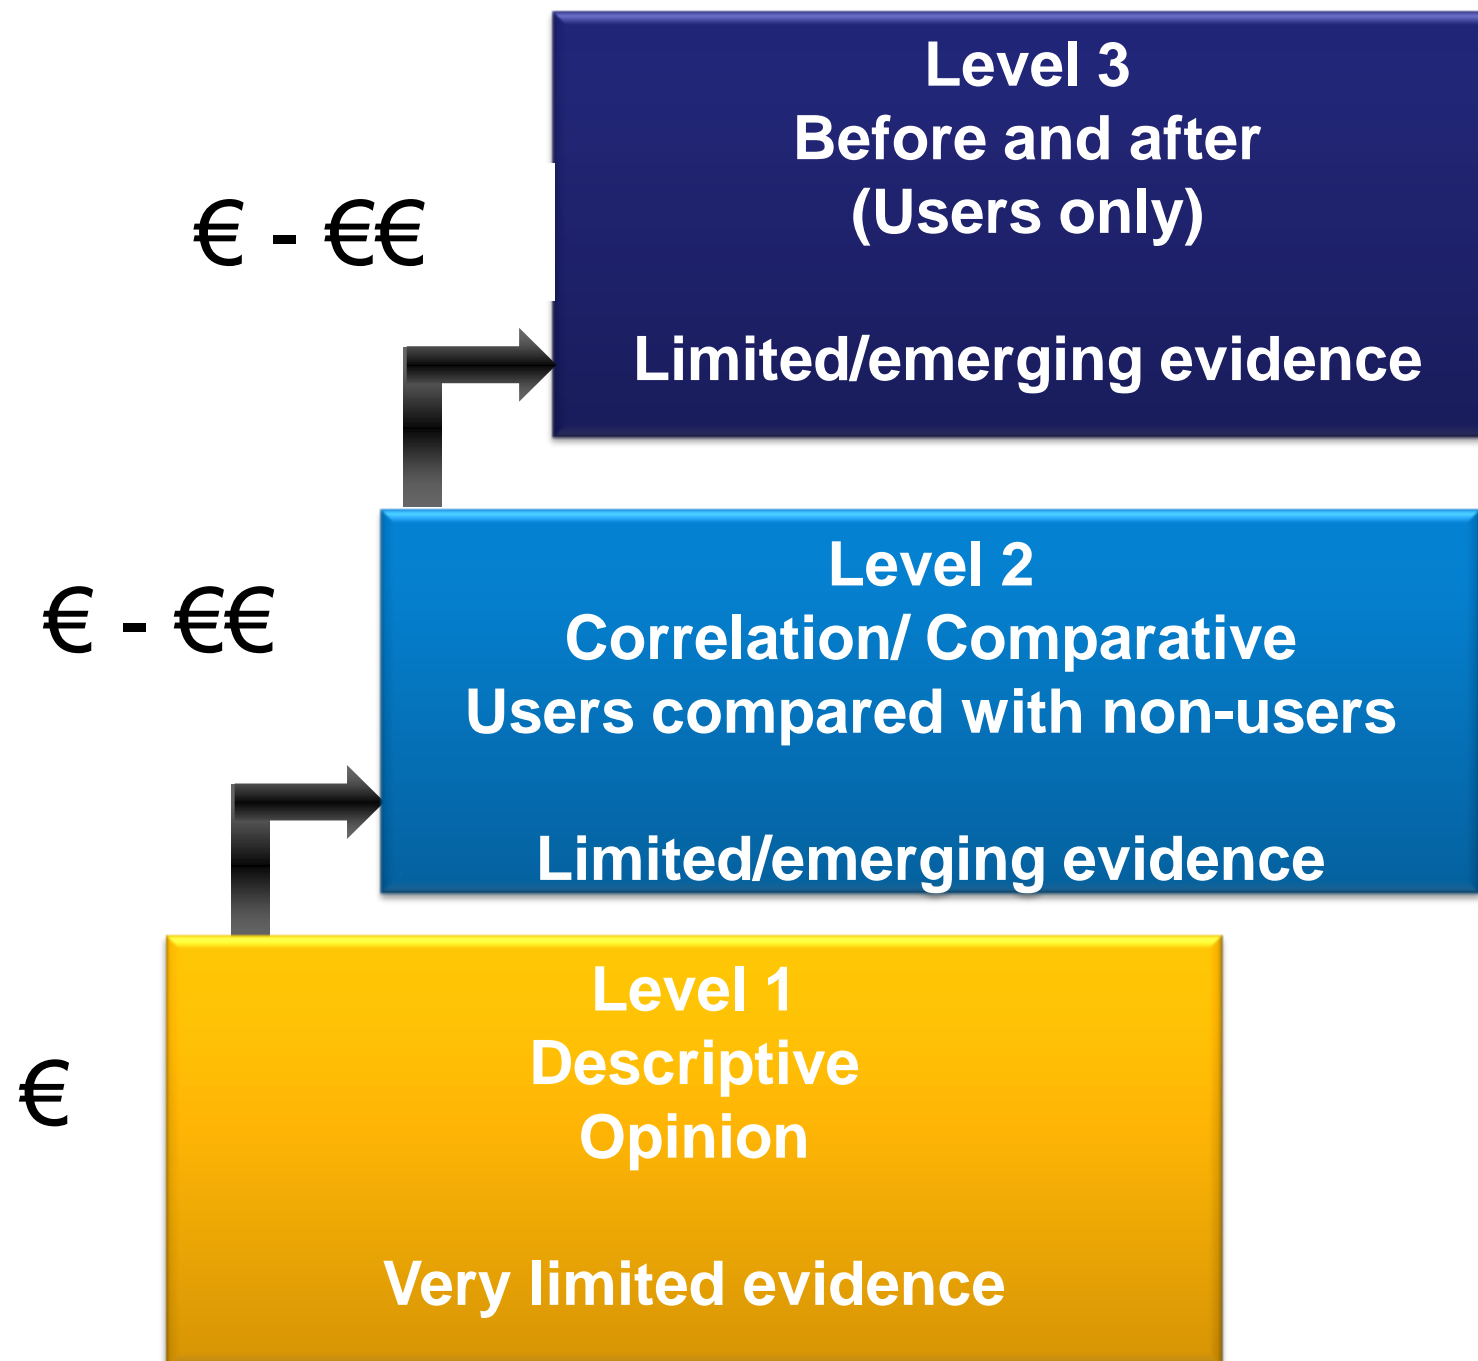 Level 3
Before and after
(Users only)
€ - €€
Limited/emerging evidence
Level 2
Correlation/ Comparative
€ - €€
Users compared with non-users
Limited/emerging evidence
Level 1
Descriptive
€
Opinion
Very limited evidence